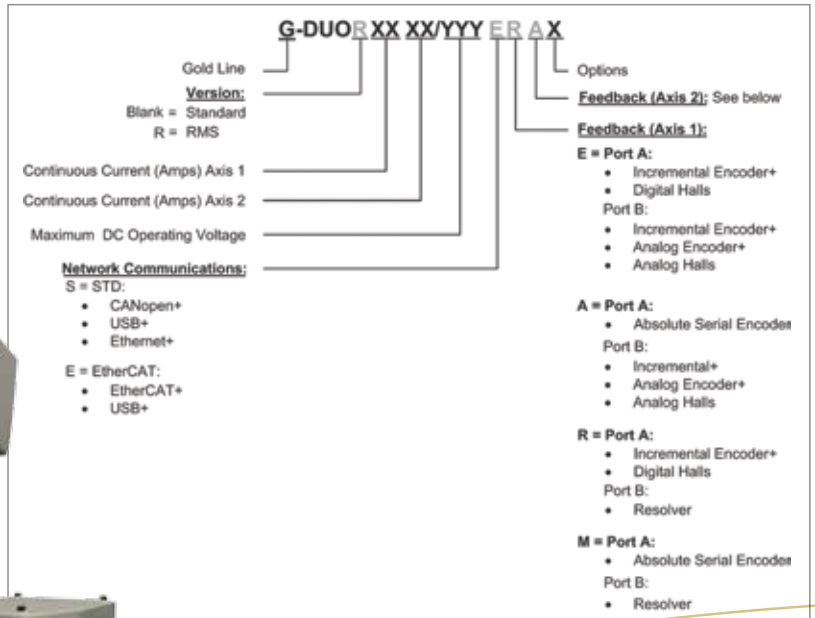 G-DUORXX XX/YYY ERAX
Gold Line
Version:
Blank = Standard
R = RMS
Continuous Current (Amps) Axis 1
Continuous Current (Amps) Axis 2
Maximum DC Operating Voltage
Network Communications:
S = STD:
• CANopen+
• USB+
• Ethernet+
E = EtherCAT:
• EtherCAT+
• USB+
Options
Feedback (Axis 2): See below
Feedback (Axis 1):
E = Port A:
• Incremental Encoder+
• Digital Halls
Port B:
• Incremental Encoder+
• Analog Encoder+
• Analog Halls
A = Port A:
• Absolute Serial Encoder
Port B:
• Incremental+
• Analog Encoder+
• Analog Halls
R = Port A:
• Incremental Encoder+
• Digital Halls
Port B:
• Resolver
M = Port A:
• Absolute Serial Encoder
Port B:
• Resolver